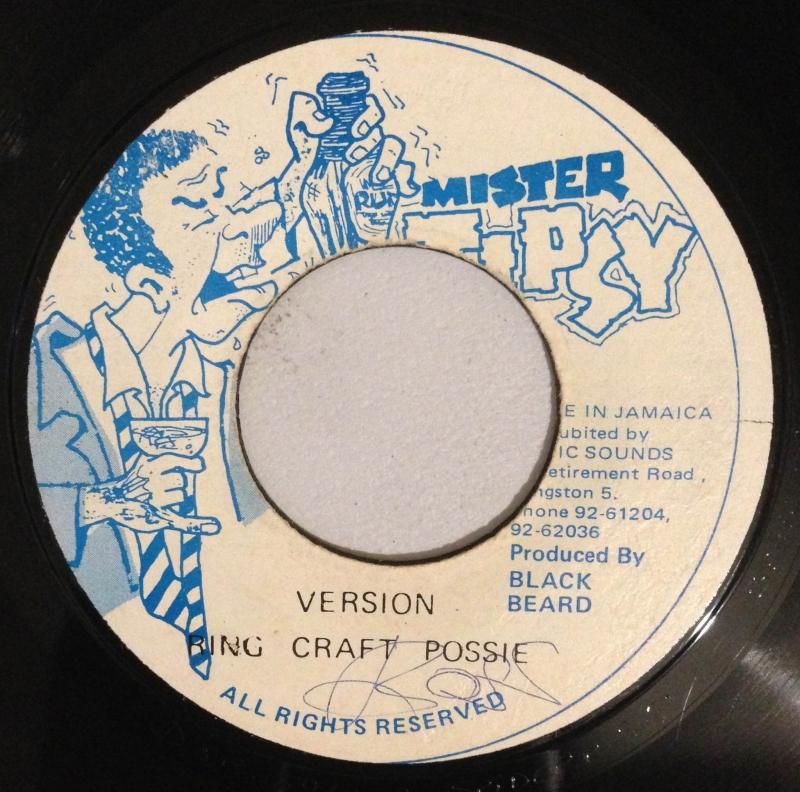 MISTER
TIPSY
RUM
E IN JAMAICA
ubited by
IC SOUNDS
etirement Road,
ngston 5.
hone 92-61204,
92-62036
Produced By
BLACK
BEARD
VERSION
RING CRAFT POSSIE
ALL RIGHTS RESERVED